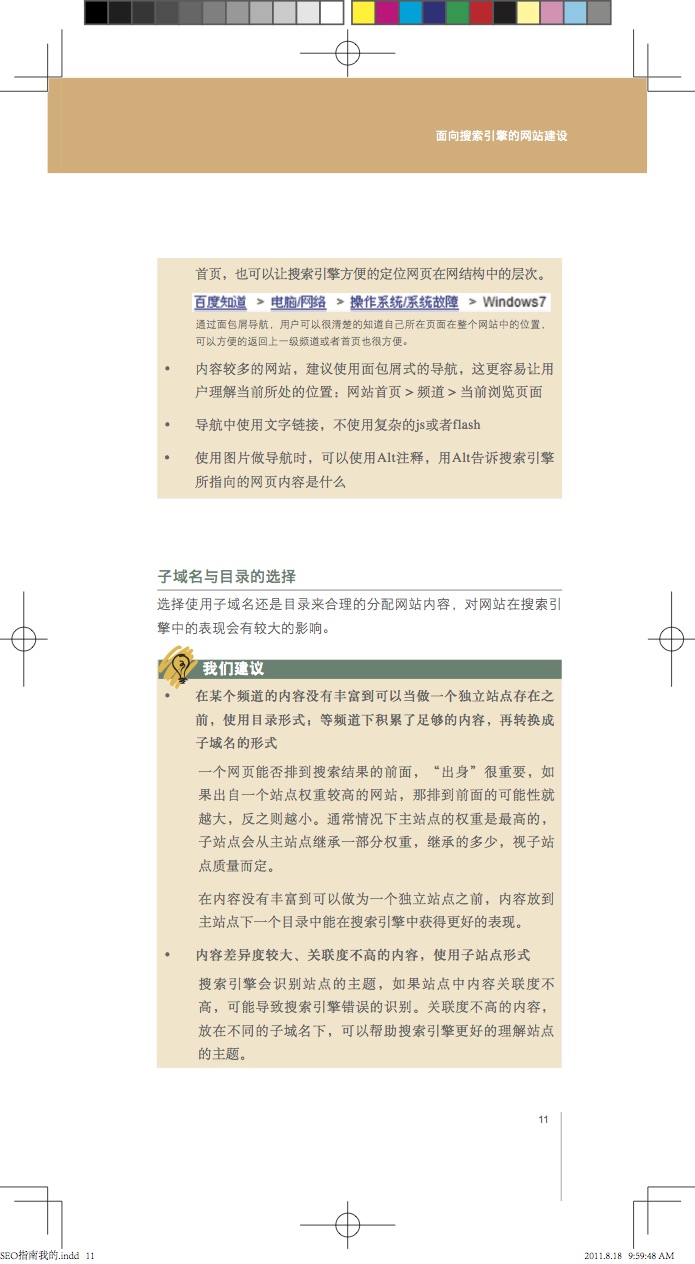 面向搜索引擎的网站建设
首页，也可以让搜索引擎方便的定位网页在网结构中的层次。
百度知道 > 电脑/网络 > 操作系统/系统故障 > Windows7
通过面包屑导航，用户可以很清楚的知道自己所在页面在整个网站中的位置，
可以方便的返回上一级频道或者首页也很方便。
• 内容较多的网站，建议使用面包屑式的导航，这更容易让用
户理解当前所处的位置：网站首页 > 频道 > 当前浏览页面
• 导航中使用文字链接，不使用复杂的js或者flash
• 使用图片做导航时，可以使用Alt注释，用Alt告诉搜索引擎
所指向的网页内容是什么
子域名与目录的选择
选择使用子域名还是目录来合理的分配网站内容，对网站在搜索引
擎中的表现会有较大的影响。
我们建议
• 在某个频道的内容没有丰富到可以当做一个独立站点存在之
前，使用目录形式；等频道下积累了足够的内容，再转换成
子域名的形式
一个网页能否排到搜索结果的前面，“出身”很重要，如
果出自一个站点权重较高的网站，那排到前面的可能性就
越大，反之则越小。通常情况下主站点的权重是最高的，
子站点会从主站点继承一部分权重，继承的多少，视子站
点质量而定。
在内容没有丰富到可以做为一个独立站点之前，内容放到
主站点下一个目录中能在搜索引擎中获得更好的表现。
• 内容差异度较大、关联度不高的内容，使用子站点形式
搜索引擎会识别站点的主题，如果站点中内容关联度不
高，可能导致搜索引擎错误的识别。关联度不高的内容，
放在不同的子域名下，可以帮助搜索引擎更好的理解站点
的主题。
11
SEO指南我的.indd 11
2011.8.18 9:59:48 AM